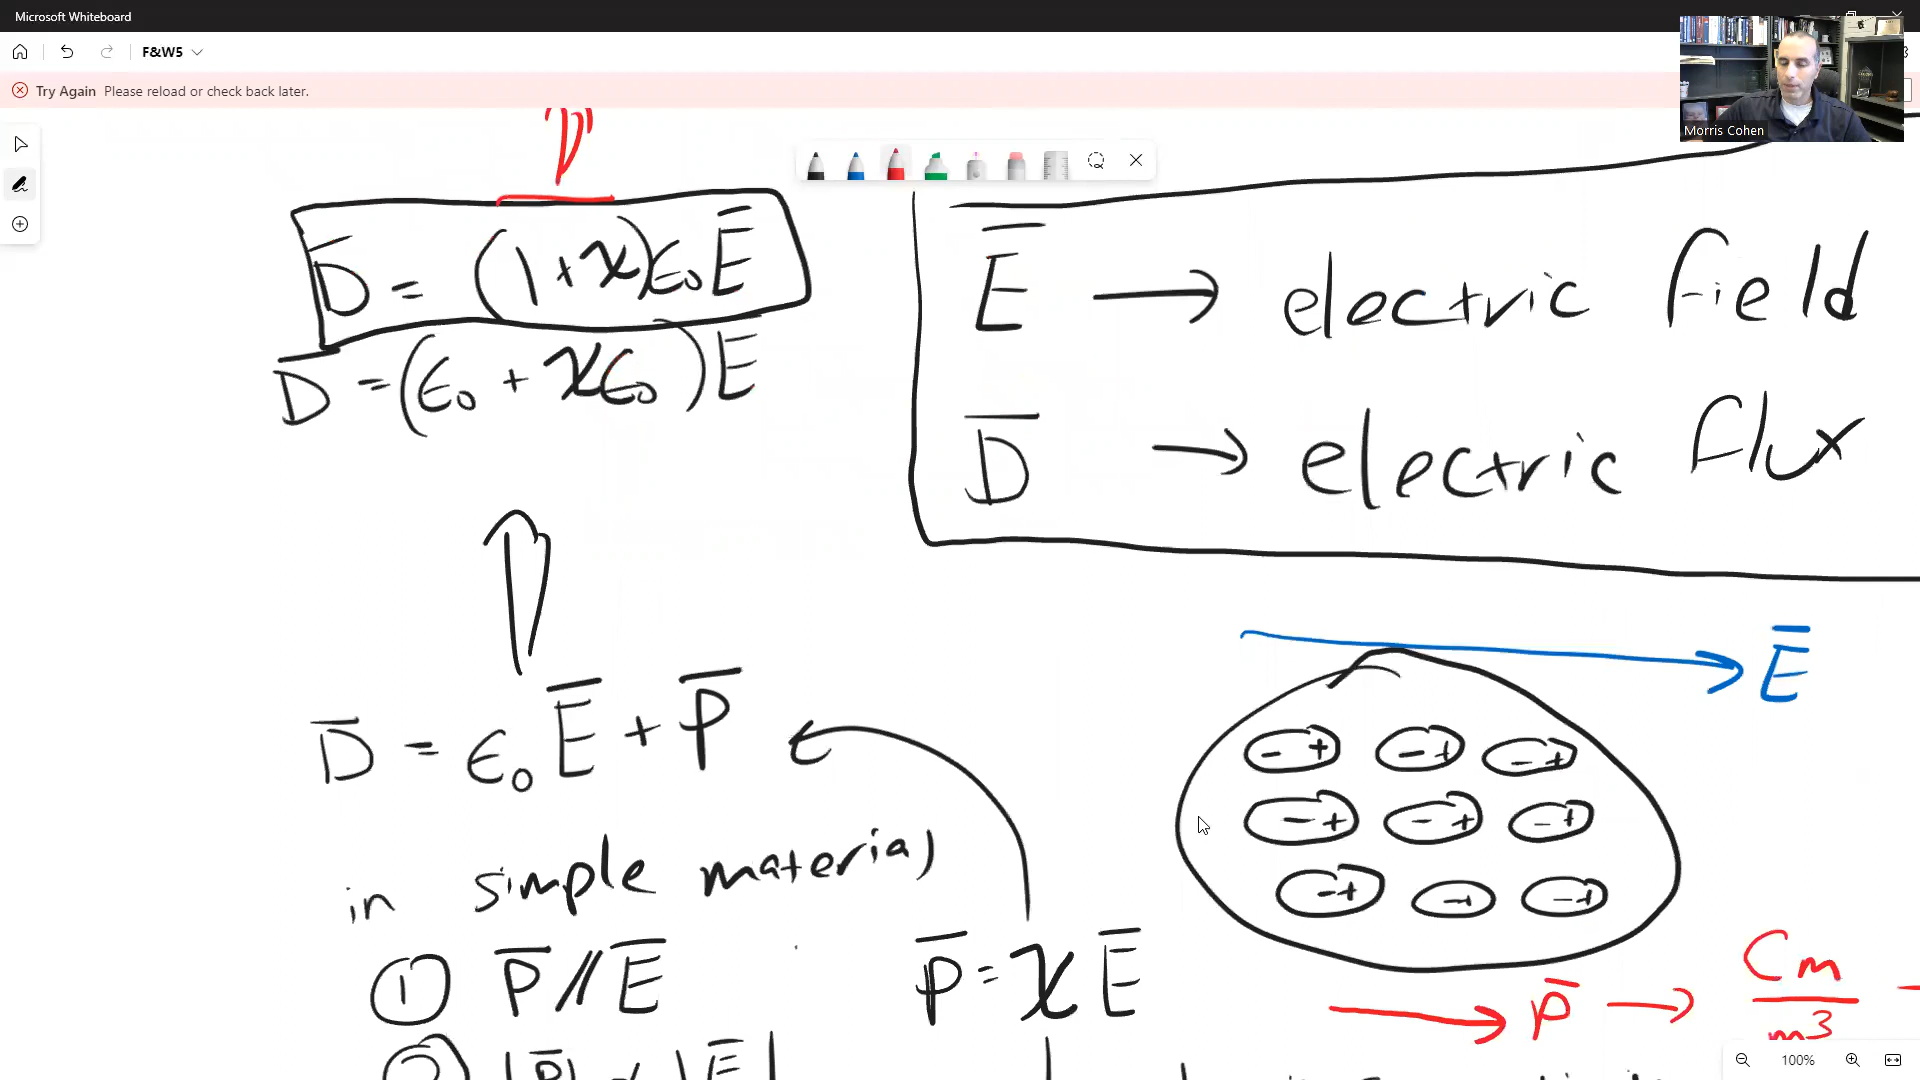 Microsoft Whiteboard
F&W5
Try Again Please reload or check back later.
Morris Cohen
D̅ = (1+χ)ϵ₀E̅
D̅ = (ϵ₀ + χϵ₀)E̅
E̅ → electric field
D̅ → electric flux
E̅
D̅ = ϵ₀E̅ + P̅
- + - + - +
- + - + - +
- + - + - +
in simple material
① P̅ // E̅
P̅ = χE̅
P̅ → Cm/m³
② |P̅| ∝ |E̅|
100%